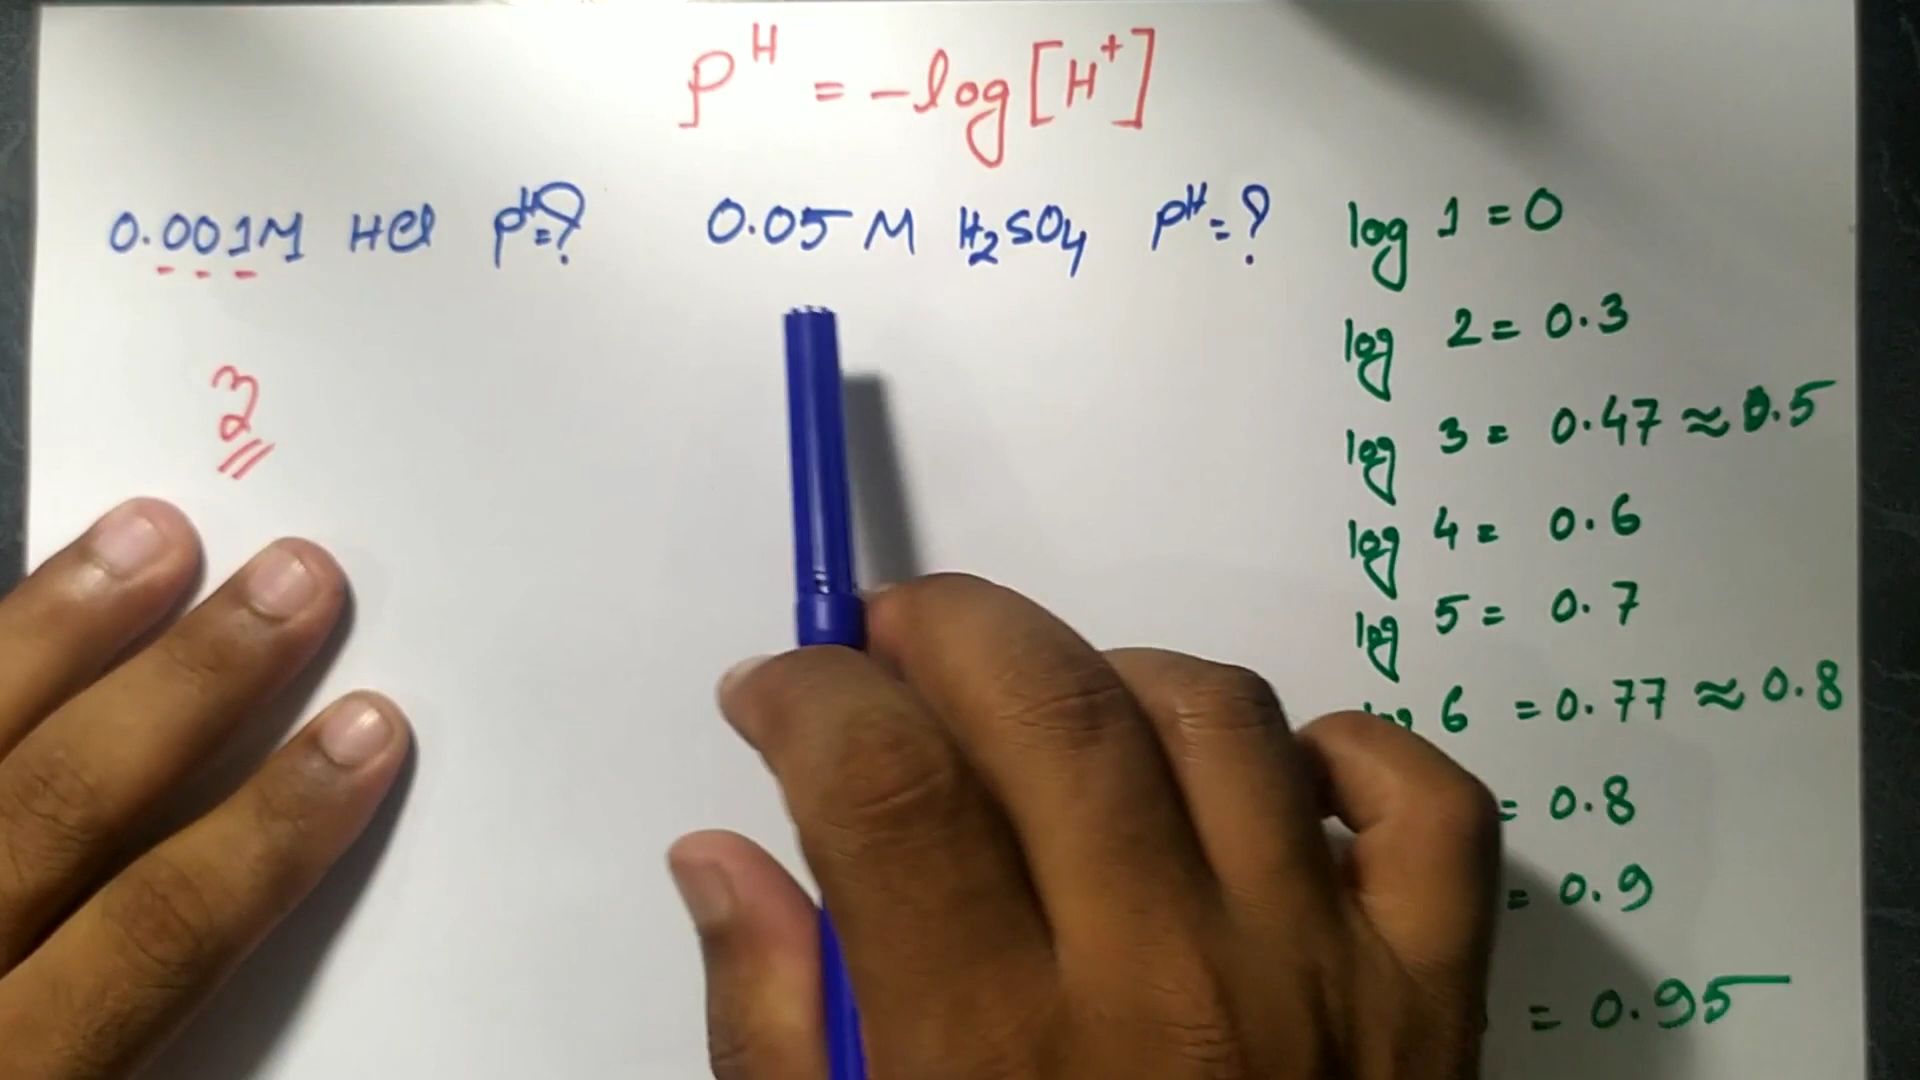 pH = -log[H+]
0.001M HCl pH=?
3
0.05 M H2SO4 pH=?
log 1 = 0
log 2 = 0.3
log 3 = 0.47 ≈ 0.5
log 4 = 0.6
log 5 = 0.7
log 6 = 0.77 ≈ 0.8
= 0.8
= 0.9
= 0.95